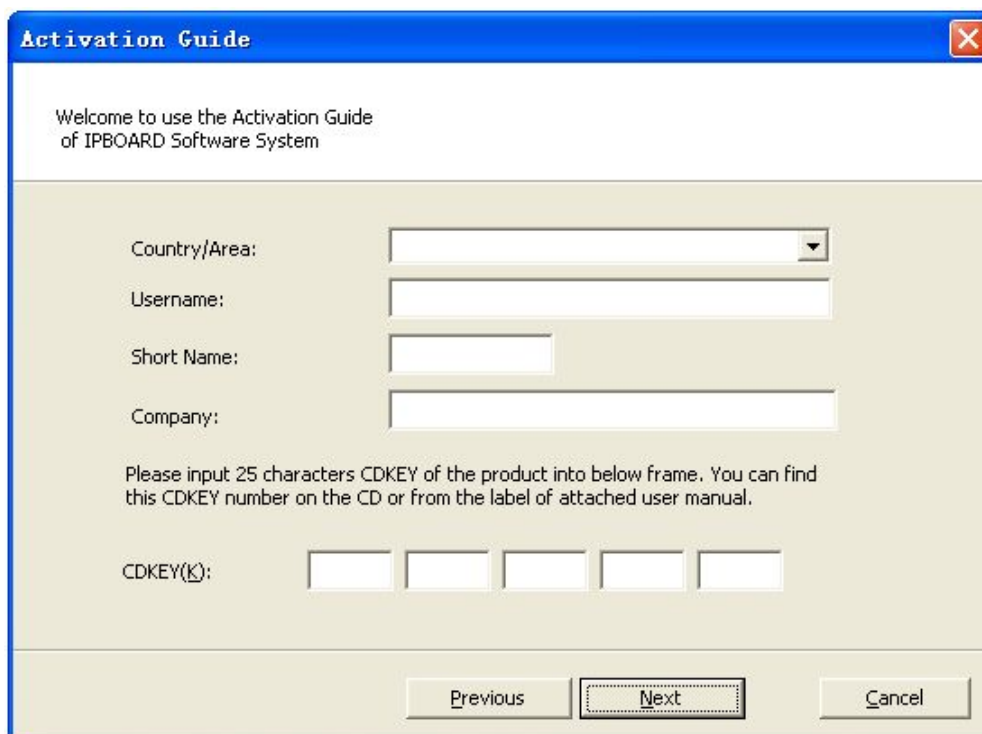 Activation Guide
Welcome to use the Activation Guide
of IPBOARD Software System
Country/Area:
Username:
Short Name:
Company:
Please input 25 characters CDKEY of the product into below frame. You can find
this CDKEY number on the CD or from the label of attached user manual.
CDKEY(K):
Previous Next Cancel